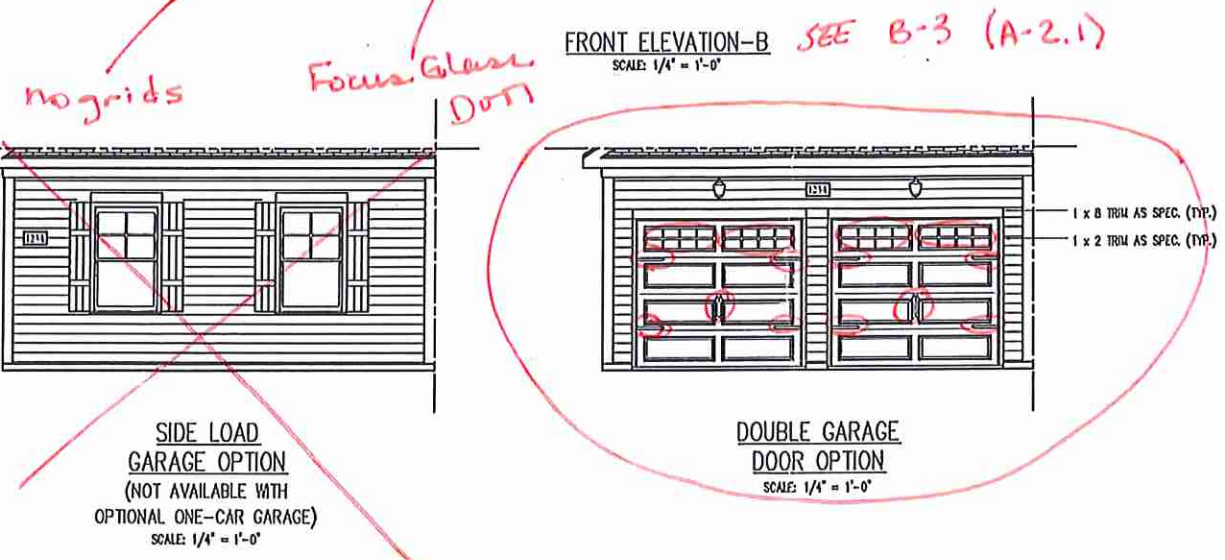 FRONT ELEVATION-B SEE B-3 (A-2.1)
SCALE: 1/4" = 1'-0"
no grids
Focus Glass
1231
1234
1 x 8 TRIM AS SPEC. (TYP.)
1 x 2 TRIM AS SPEC. (TYP.)
SIDE LOAD
GARAGE OPTION
(NOT AVAILABLE WITH
OPTIONAL ONE-CAR GARAGE)
SCALE: 1/4" = 1'-0"
DOUBLE GARAGE
DOOR OPTION
SCALE: 1/4" = 1'-0"